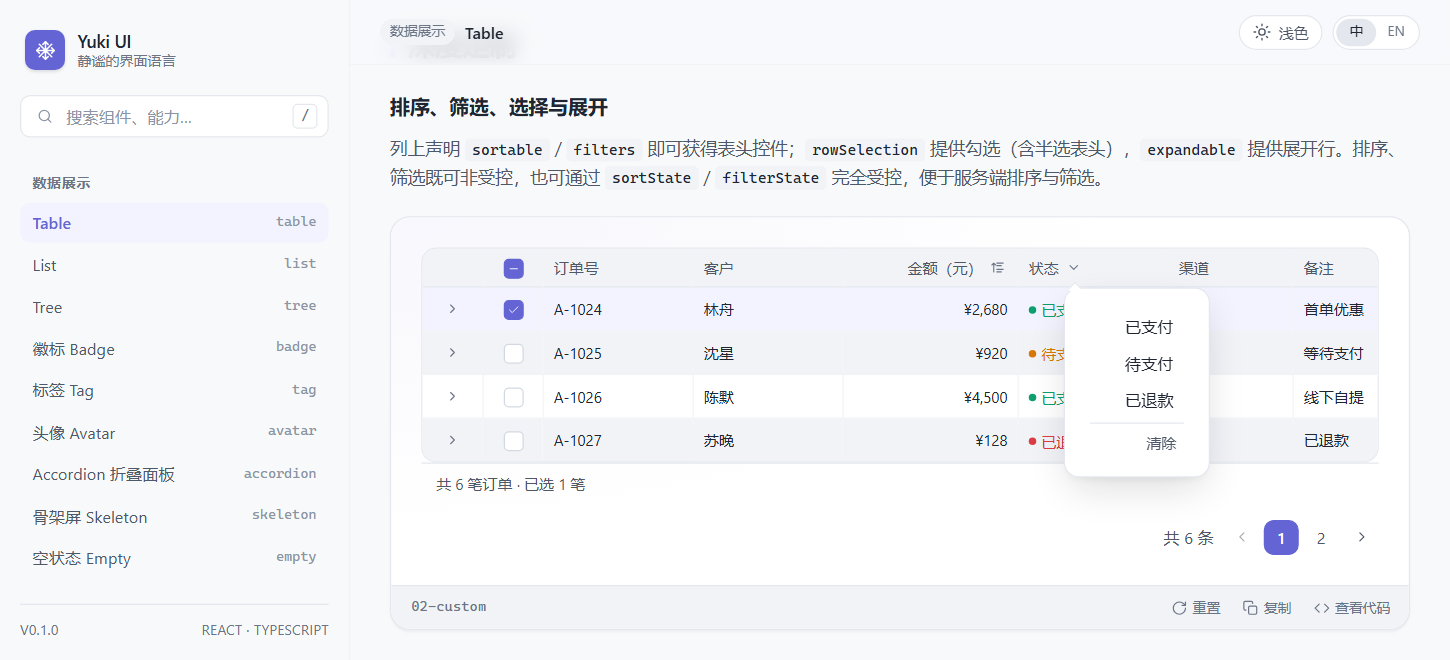 Yuki UI
静谧的界面语言
搜索组件、能力... /
数据展示
Table table
List list
Tree tree
徽标 Badge badge
标签 Tag tag
头像 Avatar avatar
Accordion 折叠面板 accordion
骨架屏 Skeleton skeleton
空状态 Empty empty
V0.1.0 REACT · TYPESCRIPT
数据展示 Table
浅色 中 EN
排序、筛选、选择与展开
列上声明 sortable / filters 即可获得表头控件；rowSelection 提供勾选（含半选表头），expandable 提供展开行。排序、
筛选既可非受控，也可通过 sortState / filterState 完全受控，便于服务端排序与筛选。
订单号 客户 金额（元） 状态 渠道 备注
A-1024 林舟 ¥2,680 已支 首单优惠
A-1025 沈星 ¥920 待支 等待支付
A-1026 陈默 ¥4,500 已支 线下自提
A-1027 苏晚 ¥128 已退 已退款
已支付
待支付
已退款
清除
共 6 笔订单 · 已选 1 笔
共 6 条 1 2
02-custom 重置 复制 查看代码